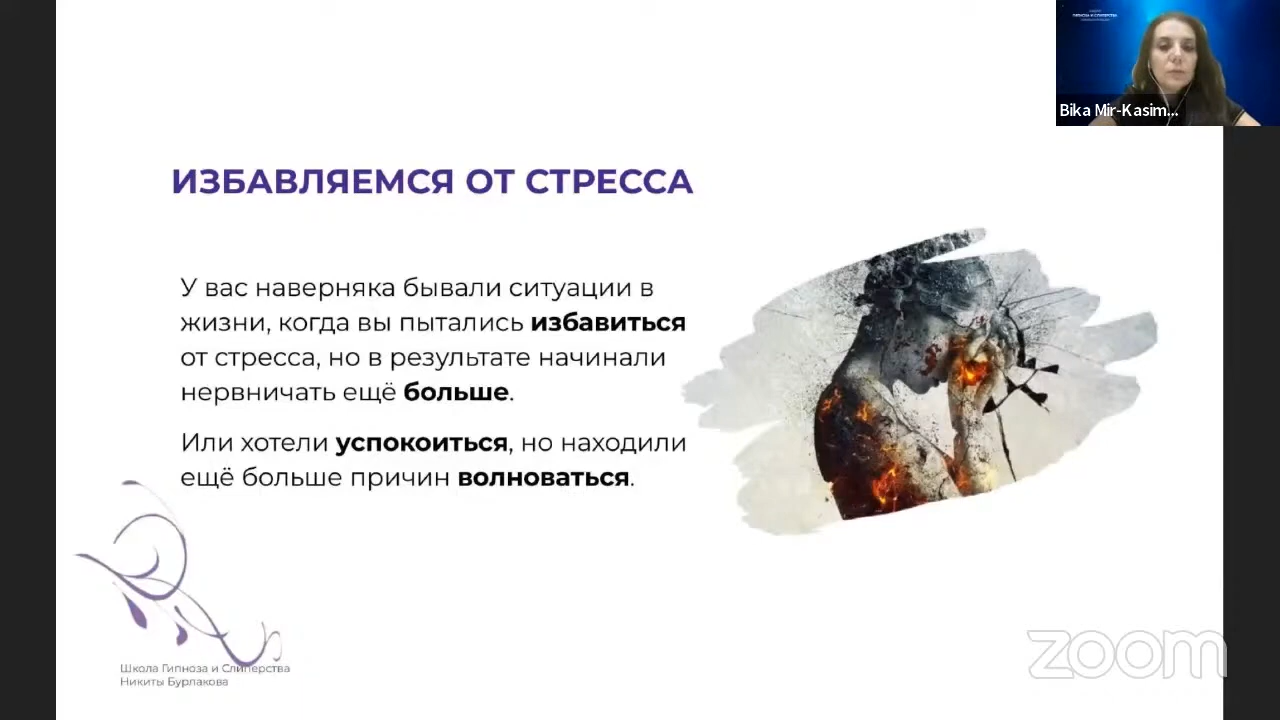 ИЗБАВЛЯЕМСЯ ОТ СТРЕССА
У вас наверняка бывали ситуации в
жизни, когда вы пытались избавиться
от стресса, но в результате начинали
нервничать ещё больше.
Или хотели успокоиться, но находили
ещё больше причин волноваться.
Школа Гипноза и Слиперства
Никиты Бурлакова
Bika Mir-Kasim...
zoom